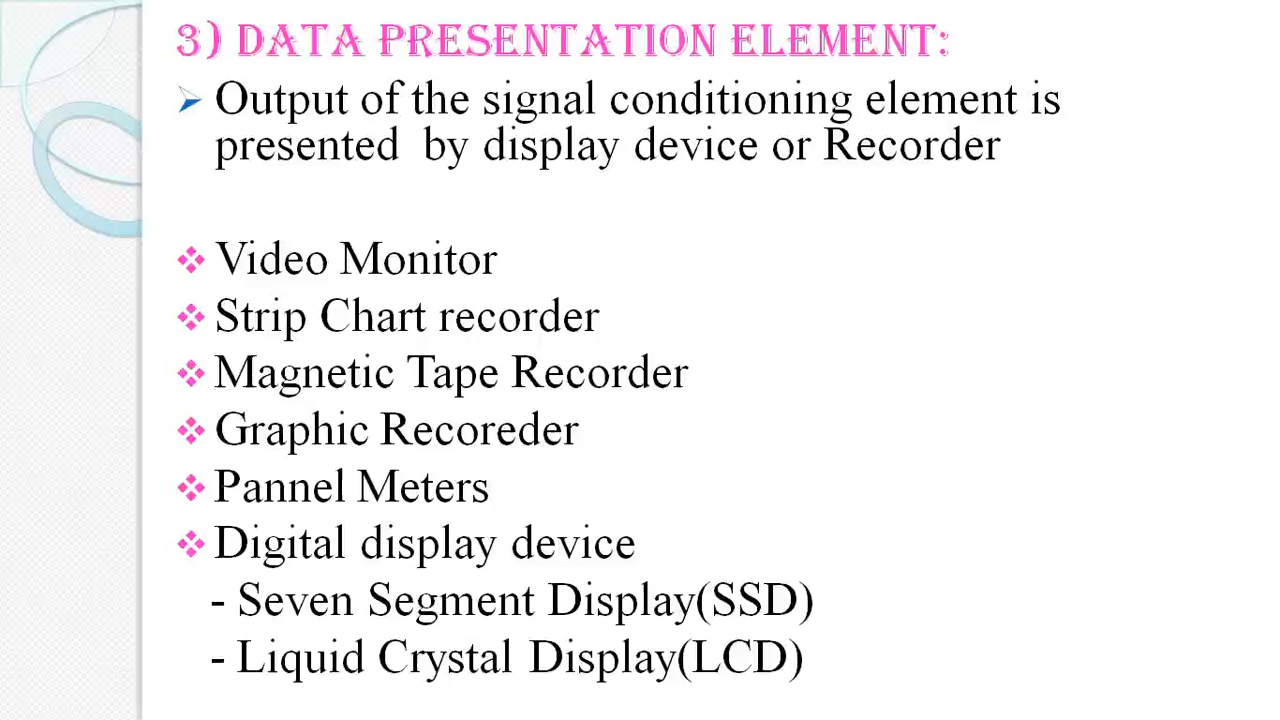 3) DATA PRESENTATION ELEMENT:
Output of the signal conditioning element is
presented by display device or Recorder
Video Monitor
Strip Chart recorder
Magnetic Tape Recorder
Graphic Recoreder
Pannel Meters
Digital display device
- Seven Segment Display(SSD)
- Liquid Crystal Display(LCD)